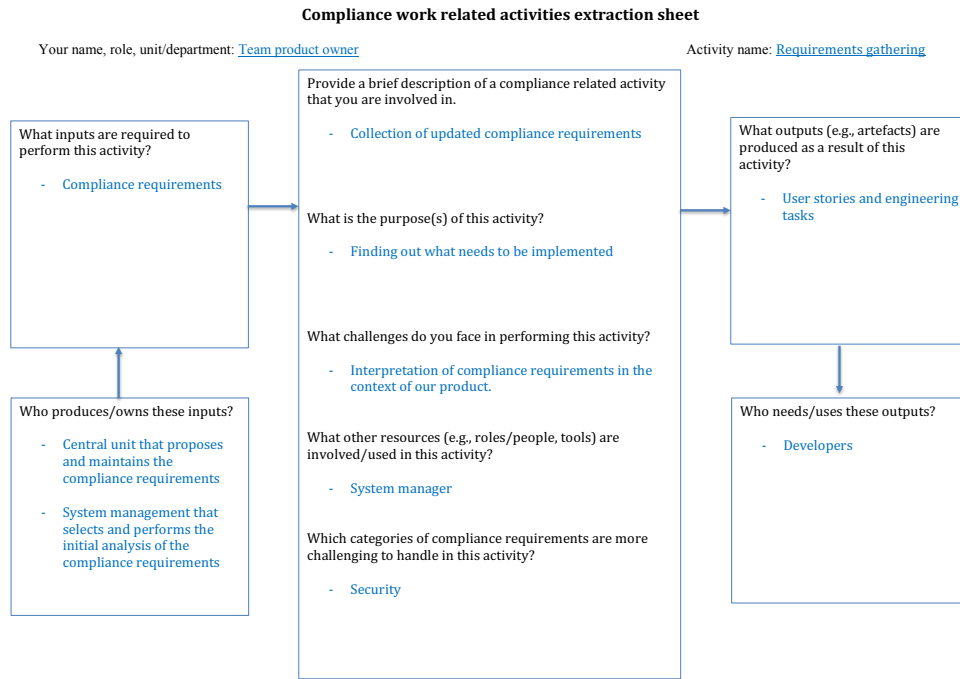 Compliance work related activities extraction sheet
Your name, role, unit/department: Team product owner
Activity name: Requirements gathering
What inputs are required to
perform this activity?
- Compliance requirements
Who produces/owns these inputs?
- Central unit that proposes
and maintains the
compliance requirements
- System management that
selects and performs the
initial analysis of the
compliance requirements
Provide a brief description of a compliance related activity
that you are involved in.
- Collection of updated compliance requirements
What is the purpose(s) of this activity?
- Finding out what needs to be implemented
What challenges do you face in performing this activity?
- Interpretation of compliance requirements in the
context of our product.
What other resources (e.g., roles/people, tools) are
involved/used in this activity?
- System manager
Which categories of compliance requirements are more
challenging to handle in this activity?
- Security
What outputs (e.g., artefacts) are
produced as a result of this
activity?
- User stories and engineering
tasks
Who needs/uses these outputs?
- Developers